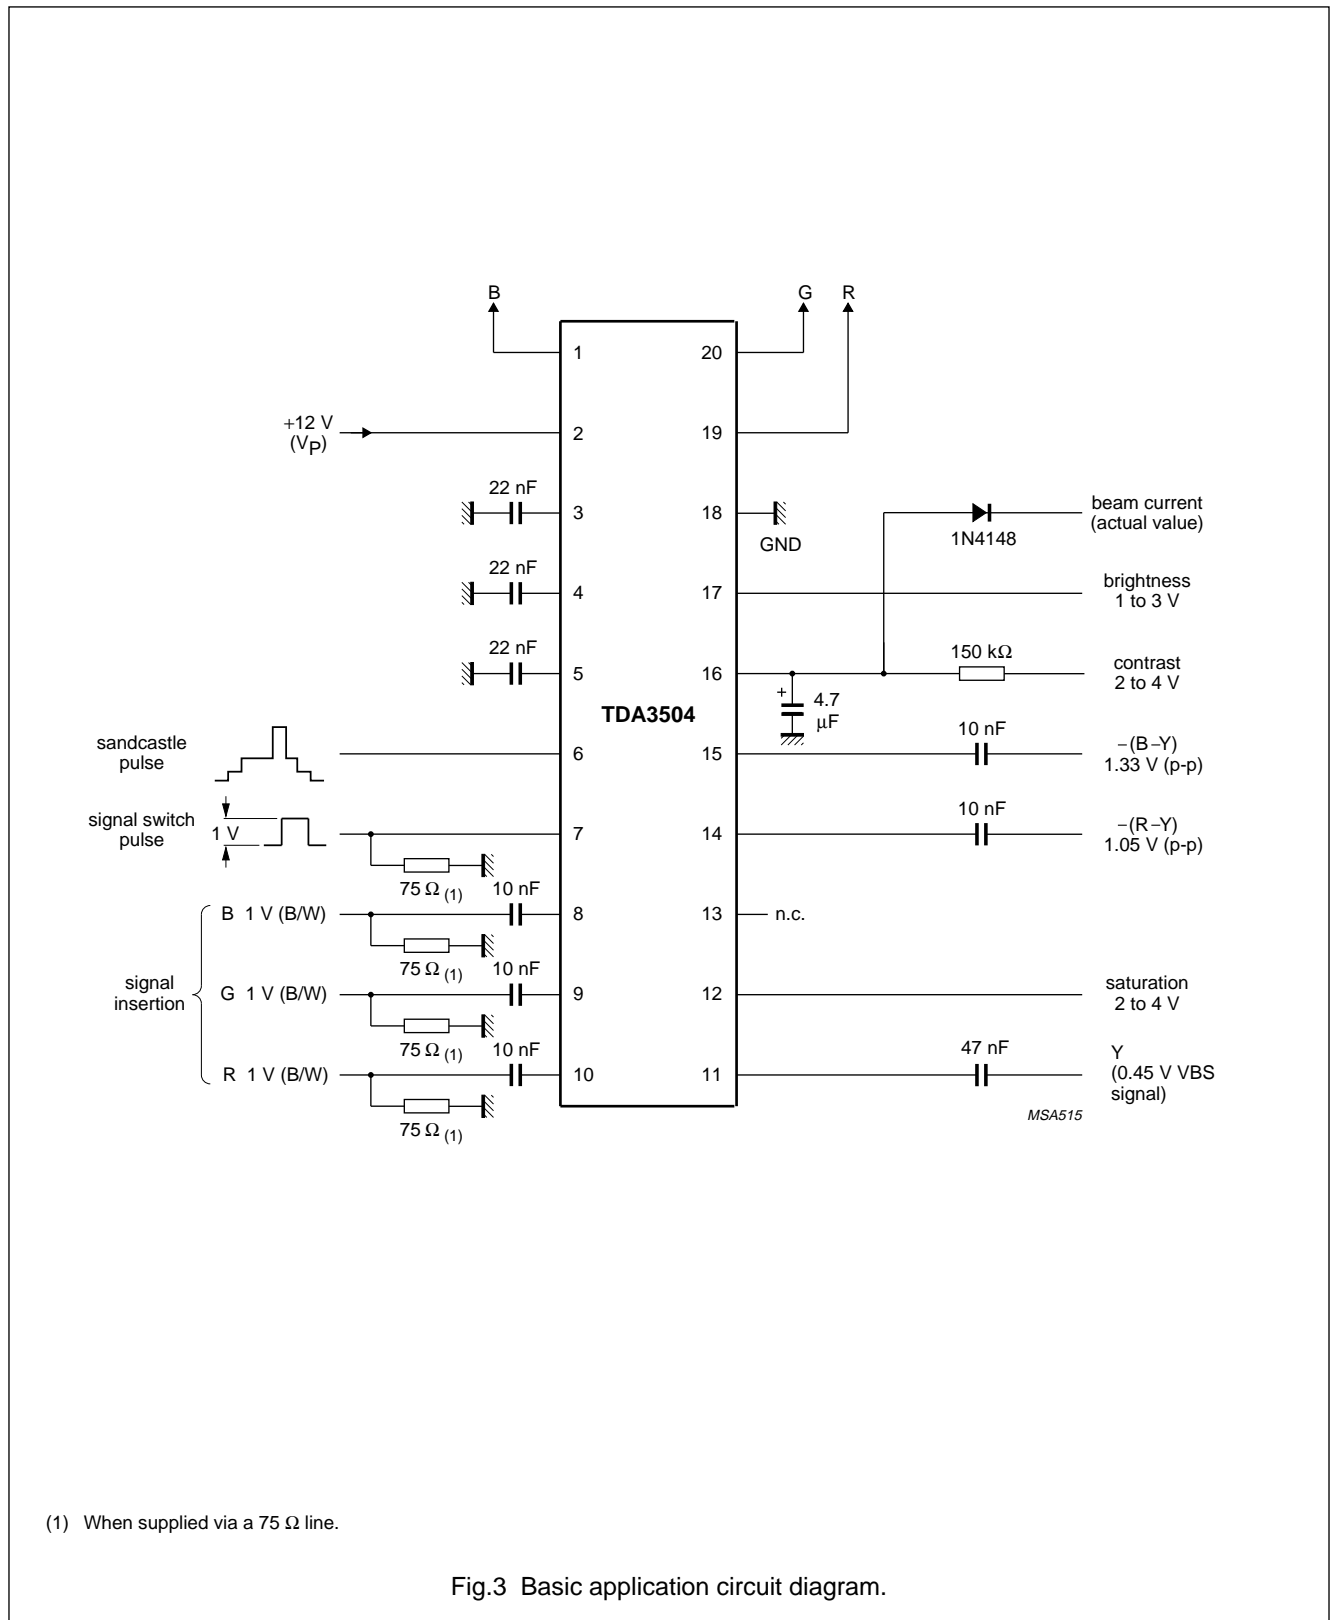 B
G
R
1
20
+12 V
(VP)
2
19
22 nF
3
18
GND
1N4148
beam current
(actual value)
22 nF
4
17
brightness
1 to 3 V
22 nF
5
16
150 kΩ
contrast
2 to 4 V
+
4.7
μF
TDA3504
sandcastle
pulse
6
15
10 nF
−(B−Y)
1.33 V (p-p)
signal switch
pulse
1 V
7
14
10 nF
−(R−Y)
1.05 V (p-p)
75 Ω (1)
10 nF
B 1 V (B/W)
8
13
n.c.
75 Ω (1)
10 nF
signal
insertion
G 1 V (B/W)
9
12
saturation
2 to 4 V
75 Ω (1)
10 nF
R 1 V (B/W)
10
11
47 nF
Y
(0.45 V VBS
signal)
75 Ω (1)
MSA515
(1) When supplied via a 75 Ω line.
Fig.3 Basic application circuit diagram.